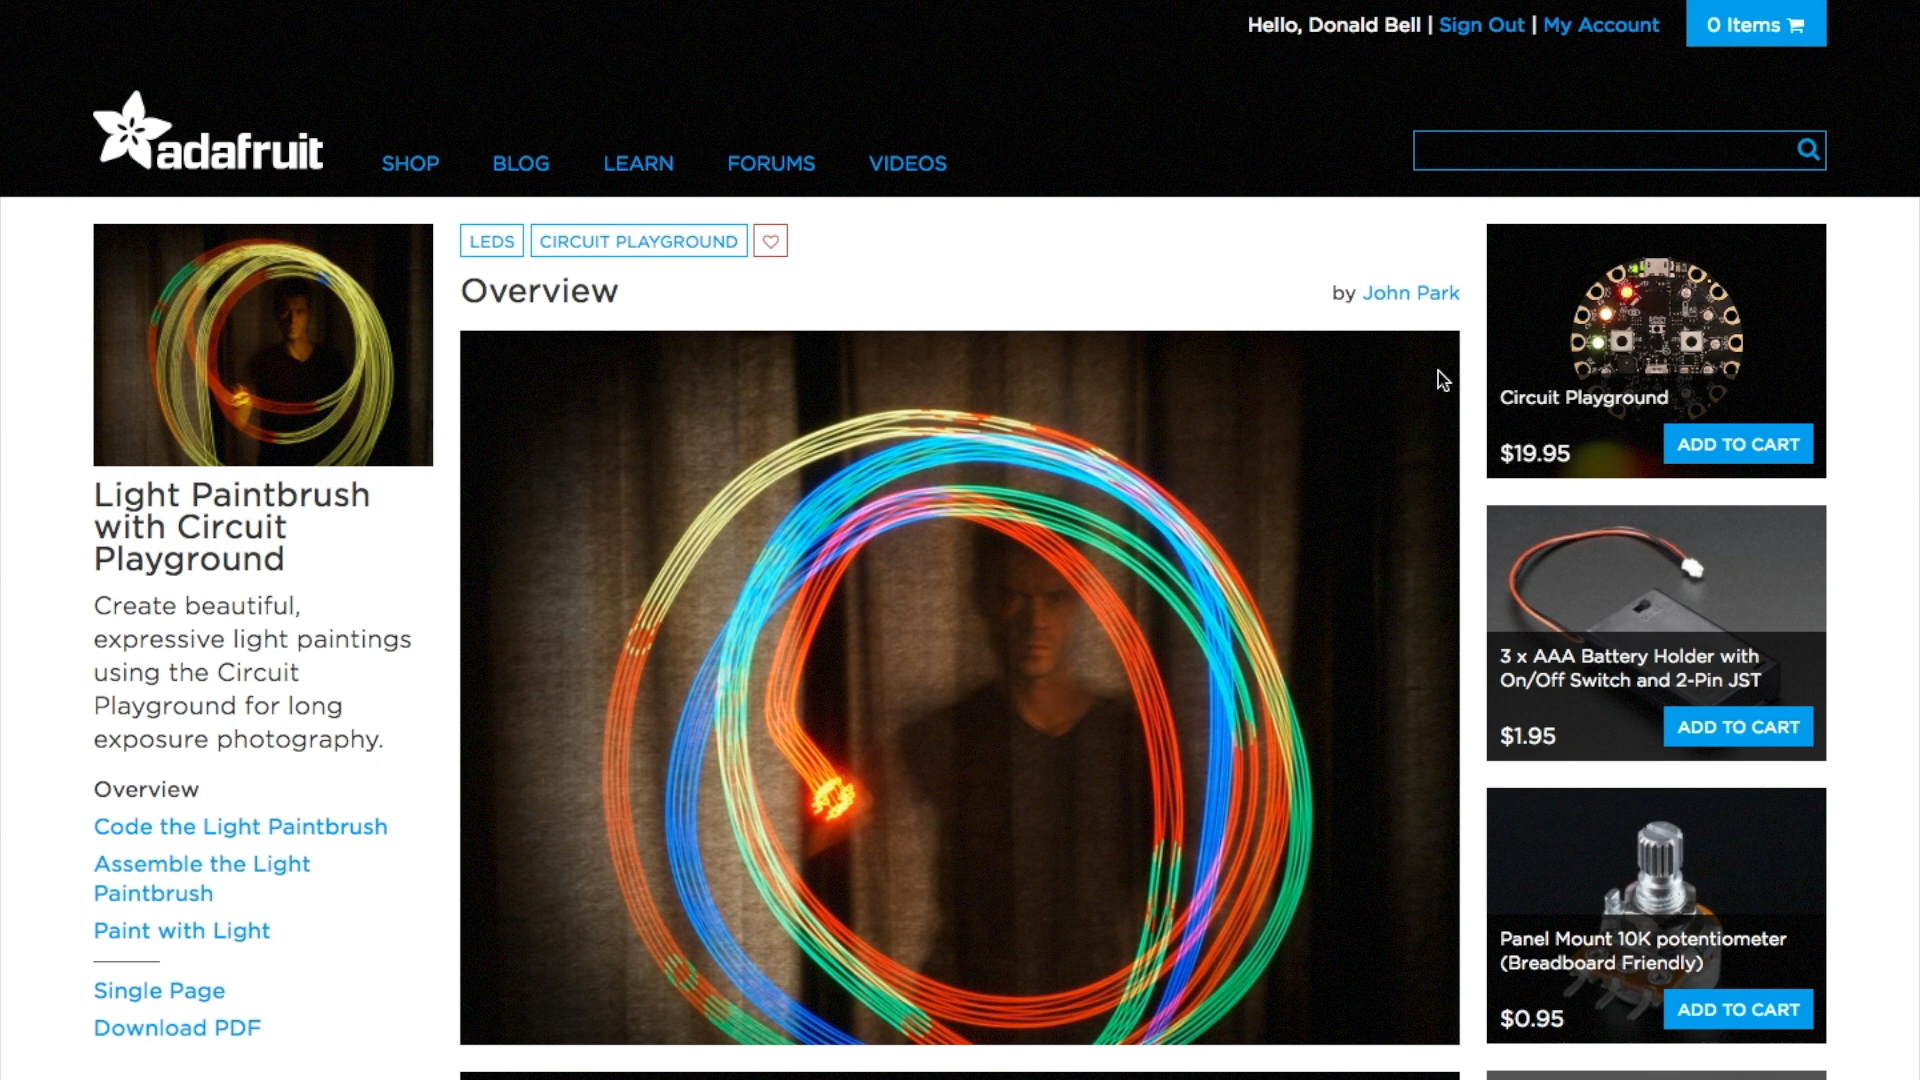 Hello, Donald Bell | Sign Out | My Account
0 Items
adafruit
SHOP BLOG LEARN FORUMS VIDEOS
Light Paintbrush
with Circuit
Playground
Create beautiful,
expressive light paintings
using the Circuit
Playground for long
exposure photography.
Overview
Code the Light Paintbrush
Assemble the Light
Paintbrush
Paint with Light
Single Page
Download PDF
LEDS CIRCUIT PLAYGROUND
Overview
by John Park
Circuit Playground
$19.95
ADD TO CART
3 x AAA Battery Holder with
On/Off Switch and 2-Pin JST
$1.95
ADD TO CART
Panel Mount 10K potentiometer
(Breadboard Friendly)
$0.95
ADD TO CART